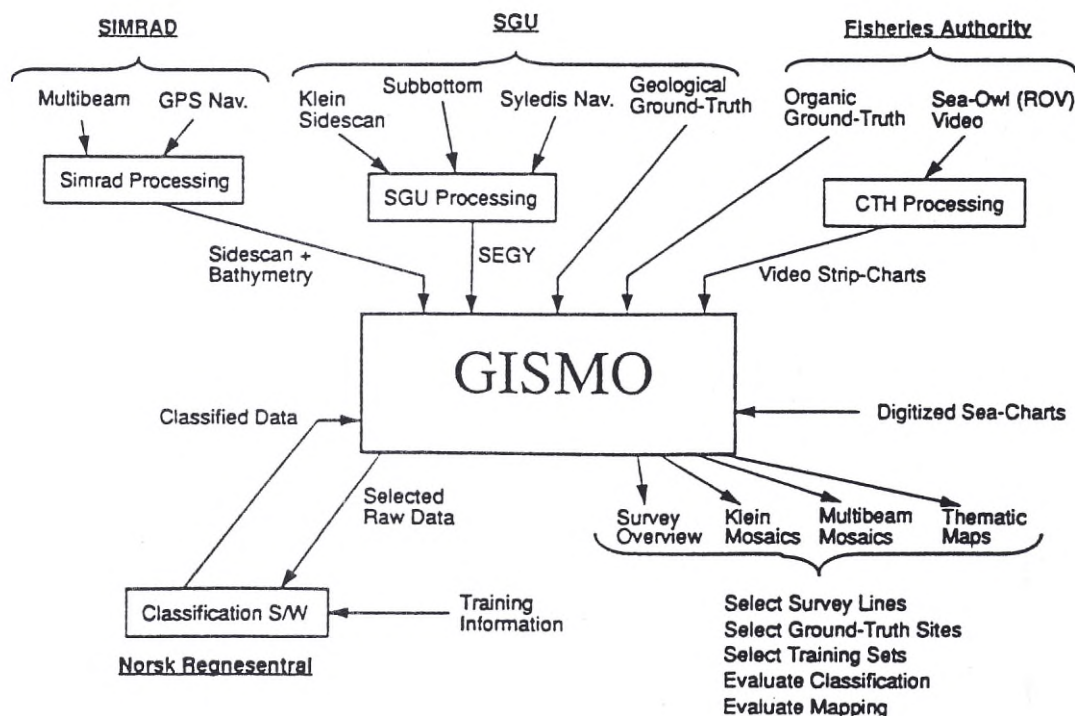 SIMRAD
SGU
Fisheries Authority
Multibeam
GPS Nav.
Klein
Sidescan
Subbottom
Syledis Nav.
Geological
Ground-Truth
Organic
Ground-Truth
Sea-Owl (ROV)
Video
Simrad Processing
SGU Processing
CTH Processing
Sidescan +
Bathymetry
SEGY
Video Strip-Charts
GISMO
Classified Data
Digitized Sea-Charts
Selected
Raw Data
Survey
Overview
Klein
Mosaics
Multibeam
Mosaics
Thematic
Maps
Classification S/W
Training
Information
Norsk Regnesentral
Select Survey Lines
Select Ground-Truth Sites
Select Training Sets
Evaluate Classification
Evaluate Mapping